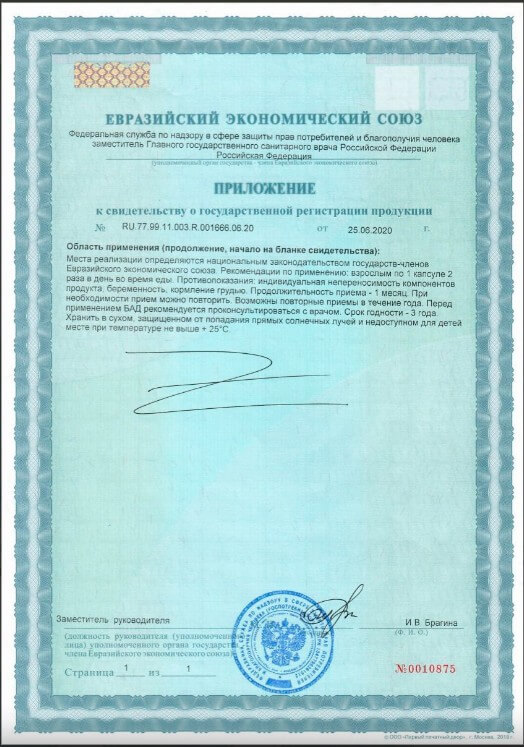 ЕВРАЗИЙСКИЙ ЭКОНОМИЧЕСКИЙ СОЮЗ
Федеральная служба по надзору в сфере защиты прав потребителей и благополучия человека
заместитель Главного государственного санитарного врача Российской Федерации
Российская Федерация
(уполномоченный орган государства - члена Евразийского экономического союза)
ПРИЛОЖЕНИЕ
к свидетельству о государственной регистрации продукции
№ RU.77.99.11.003.R.001666.06.20 от 25.06.2020 г.
Область применения (продолжение, начало на бланке свидетельства):
Места реализации определяются национальным законодательством государств-членов
Евразийского экономического союза. Рекомендации по применению: взрослым по 1 капсуле 2
раза в день во время еды. Противопоказания: индивидуальная непереносимость компонентов
продукта, беременность, кормление грудью. Продолжительность приема - 1 месяц. При
необходимости прием можно повторить. Возможны повторные приемы в течение года. Перед
применением БАД рекомендуется проконсультироваться с врачом. Срок годности - 3 года.
Хранить в сухом, защищенном от попадания прямых солнечных лучей и недоступном для детей
месте при температуре не выше + 25°C.
Заместитель руководителя И.В. Брагина
(должность руководителя (уполномоченного (Ф. И. О.)
лица) уполномоченного органа государства
члена Евразийского экономического союза)
Страница 1 из 1 №0010875
© ООО «Первый печатный двор», г. Москва,